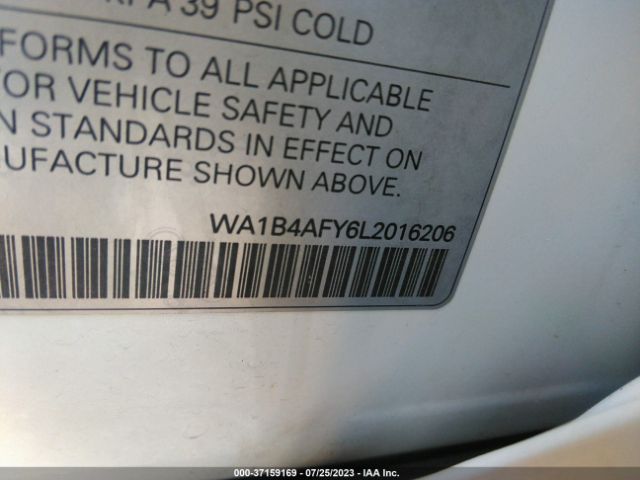 A 39 PSI COLD
FORMS TO ALL APPLICABLE
OR VEHICLE SAFETY AND
N STANDARDS IN EFFECT ON
UFACTURE SHOWN ABOVE.
WA1B4AFY6L2016206
000-37159169 - 07/25/2023 - IAA Inc.